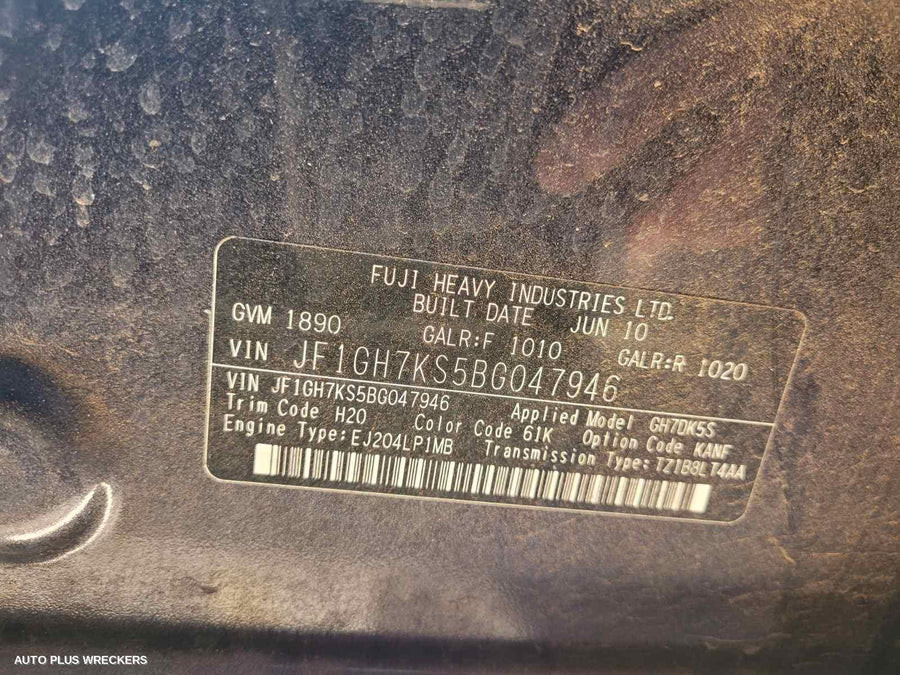 FUJI HEAVY INDUSTRIES LTD.
BUILT DATE JUN 10
GVM 1890 GALR:F 1010 GALR:R 1020
VIN JF1GH7KS5BG047946
VIN JF1GH7KS5BG047946 Applied Model GH7DK5S
Trim Code H20 Color Code 61K Option Code KANF
Engine Type:EJ204LP1MB Transmission Type:TZ1B8LT4AA
AUTO PLUS WRECKERS